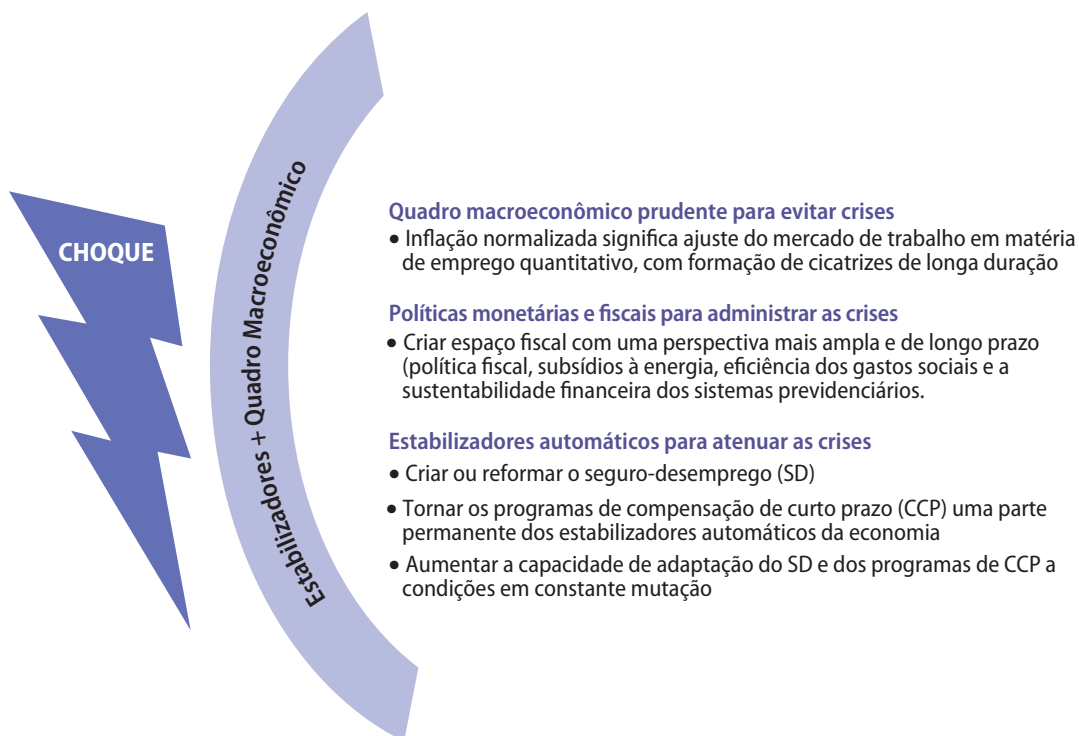 CHOQUE
Estabilizadores + Quadro Macroeconômico
Quadro macroeconômico prudente para evitar crises
• Inflação normalizada significa ajuste do mercado de trabalho em matéria
de emprego quantitativo, com formação de cicatrizes de longa duração
Políticas monetárias e fiscais para administrar as crises
• Criar espaço fiscal com uma perspectiva mais ampla e de longo prazo
(política fiscal, subsídios à energia, eficiência dos gastos sociais e a
sustentabilidade financeira dos sistemas previdenciários.
Estabilizadores automáticos para atenuar as crises
• Criar ou reformar o seguro-desemprego (SD)
• Tornar os programas de compensação de curto prazo (CCP) uma parte
permanente dos estabilizadores automáticos da economia
• Aumentar a capacidade de adaptação do SD e dos programas de CCP a
condições em constante mutação